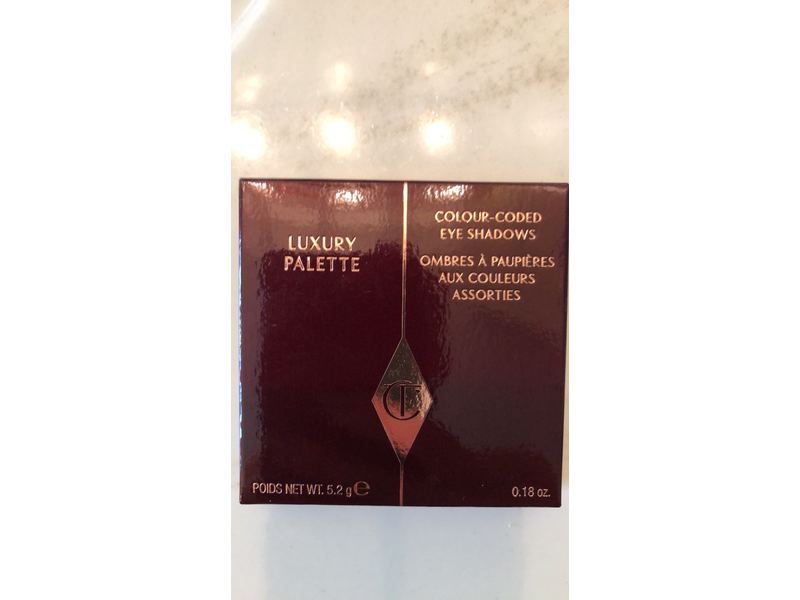 LUXURY
PALETTE
COLOUR-CODED
EYE SHADOWS
OMBRES À PAUPIÈRES
AUX COULEURS
ASSORTIES
CT
POIDS NET WT. 5.2 g ℮
0.18 oz.